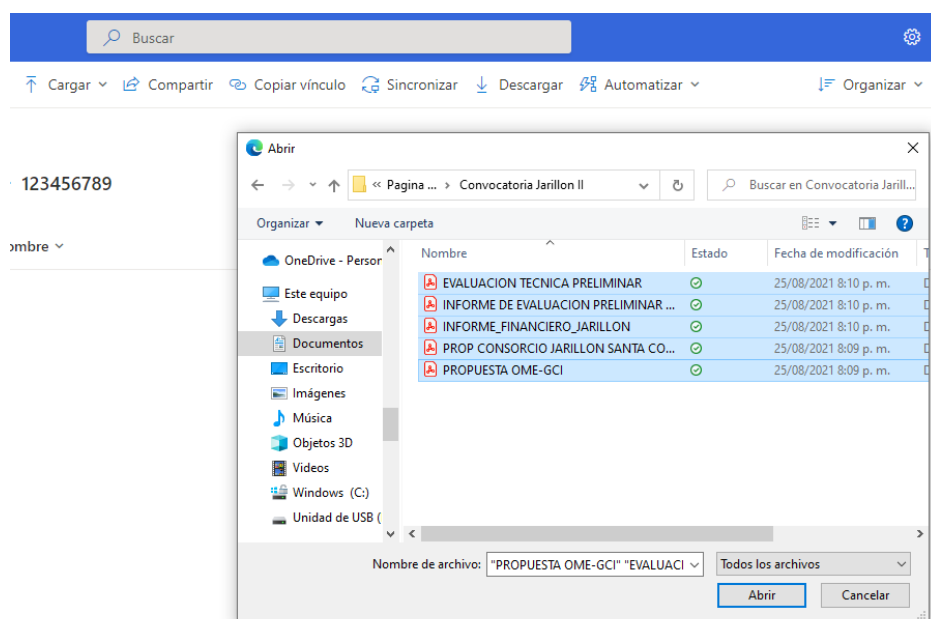 Buscar
Cargar Compartir Copiar vínculo Sincronizar Descargar Automatizar Organizar
Abrir
123456789
« Pagina ... › Convocatoria Jarillon II Buscar en Convocatoria Jarill...
Organizar Nueva carpeta
ombre
Nombre Estado Fecha de modificación T
OneDrive - Person
EVALUACION TECNICA PRELIMINAR 25/08/2021 8:10 p. m. D
Este equipo
INFORME DE EVALUACION PRELIMINAR ... 25/08/2021 8:10 p. m. D
Descargas
INFORME_FINANCIERO_JARILLON 25/08/2021 8:10 p. m. D
Documentos
PROP CONSORCIO JARILLON SANTA CO... 25/08/2021 8:09 p. m. D
Escritorio
PROPUESTA OME-GCI 25/08/2021 8:09 p. m. D
Imágenes
Música
Objetos 3D
Videos
Windows (C:)
Unidad de USB (
Nombre de archivo: "PROPUESTA OME-GCI" "EVALUACI Todos los archivos
Abrir Cancelar